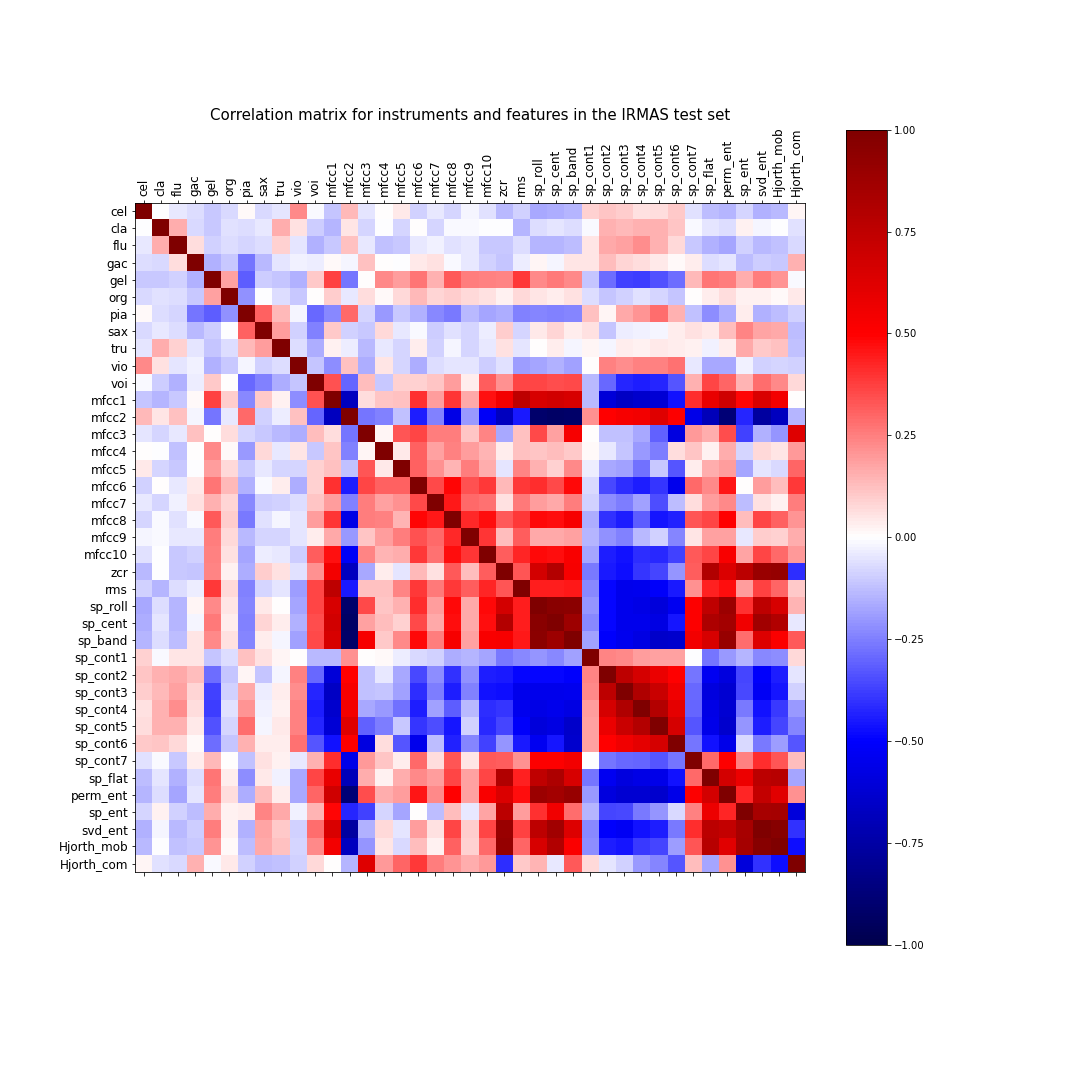 Correlation matrix for instruments and features in the IRMAS test set
cel
cla
flu
gac
gel
org
pia
sax
tru
vio
voi
mfcc1
mfcc2
mfcc3
mfcc4
mfcc5
mfcc6
mfcc7
mfcc8
mfcc9
mfcc10
zcr
rms
sp_roll
sp_cent
sp_band
sp_cont1
sp_cont2
sp_cont3
sp_cont4
sp_cont5
sp_cont6
sp_cont7
sp_flat
perm_ent
sp_ent
svd_ent
Hjorth_mob
Hjorth_com
cel
cla
flu
gac
gel
org
pia
sax
tru
vio
voi
mfcc1
mfcc2
mfcc3
mfcc4
mfcc5
mfcc6
mfcc7
mfcc8
mfcc9
mfcc10
zcr
rms
sp_roll
sp_cent
sp_band
sp_cont1
sp_cont2
sp_cont3
sp_cont4
sp_cont5
sp_cont6
sp_cont7
sp_flat
perm_ent
sp_ent
svd_ent
Hjorth_mob
Hjorth_com
1.00
0.75
0.50
0.25
0.00
−0.25
−0.50
−0.75
−1.00